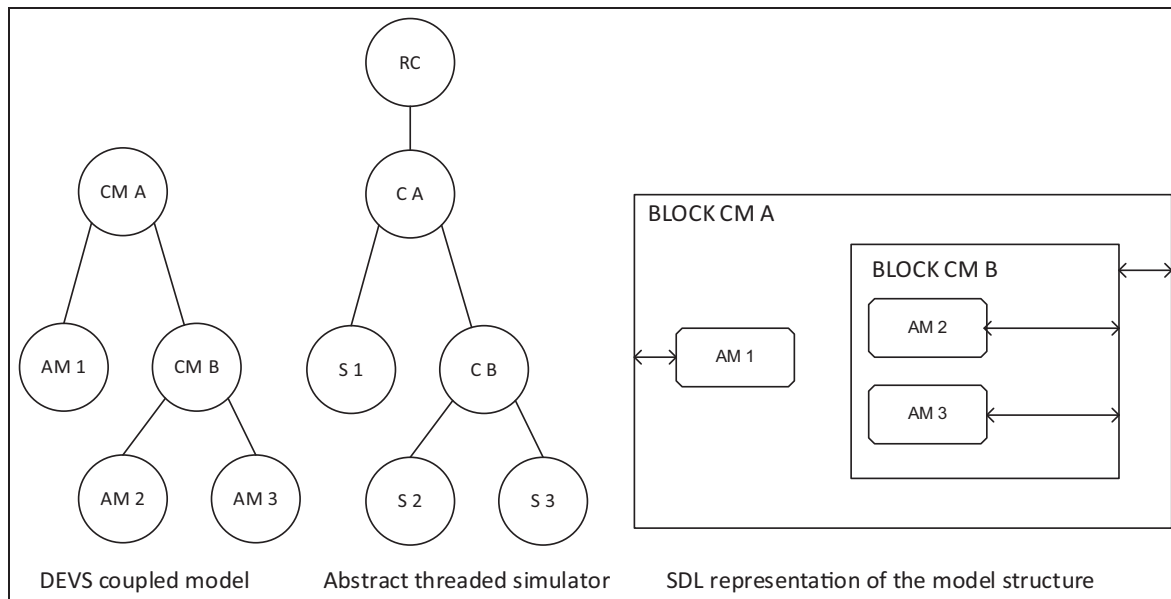 RC
CM A
C A
AM 1
CM B
AM 2
AM 3
S 1
C B
S 2
S 3
BLOCK CM A
BLOCK CM B
AM 1
AM 2
AM 3
DEVS coupled model
Abstract threaded simulator
SDL representation of the model structure